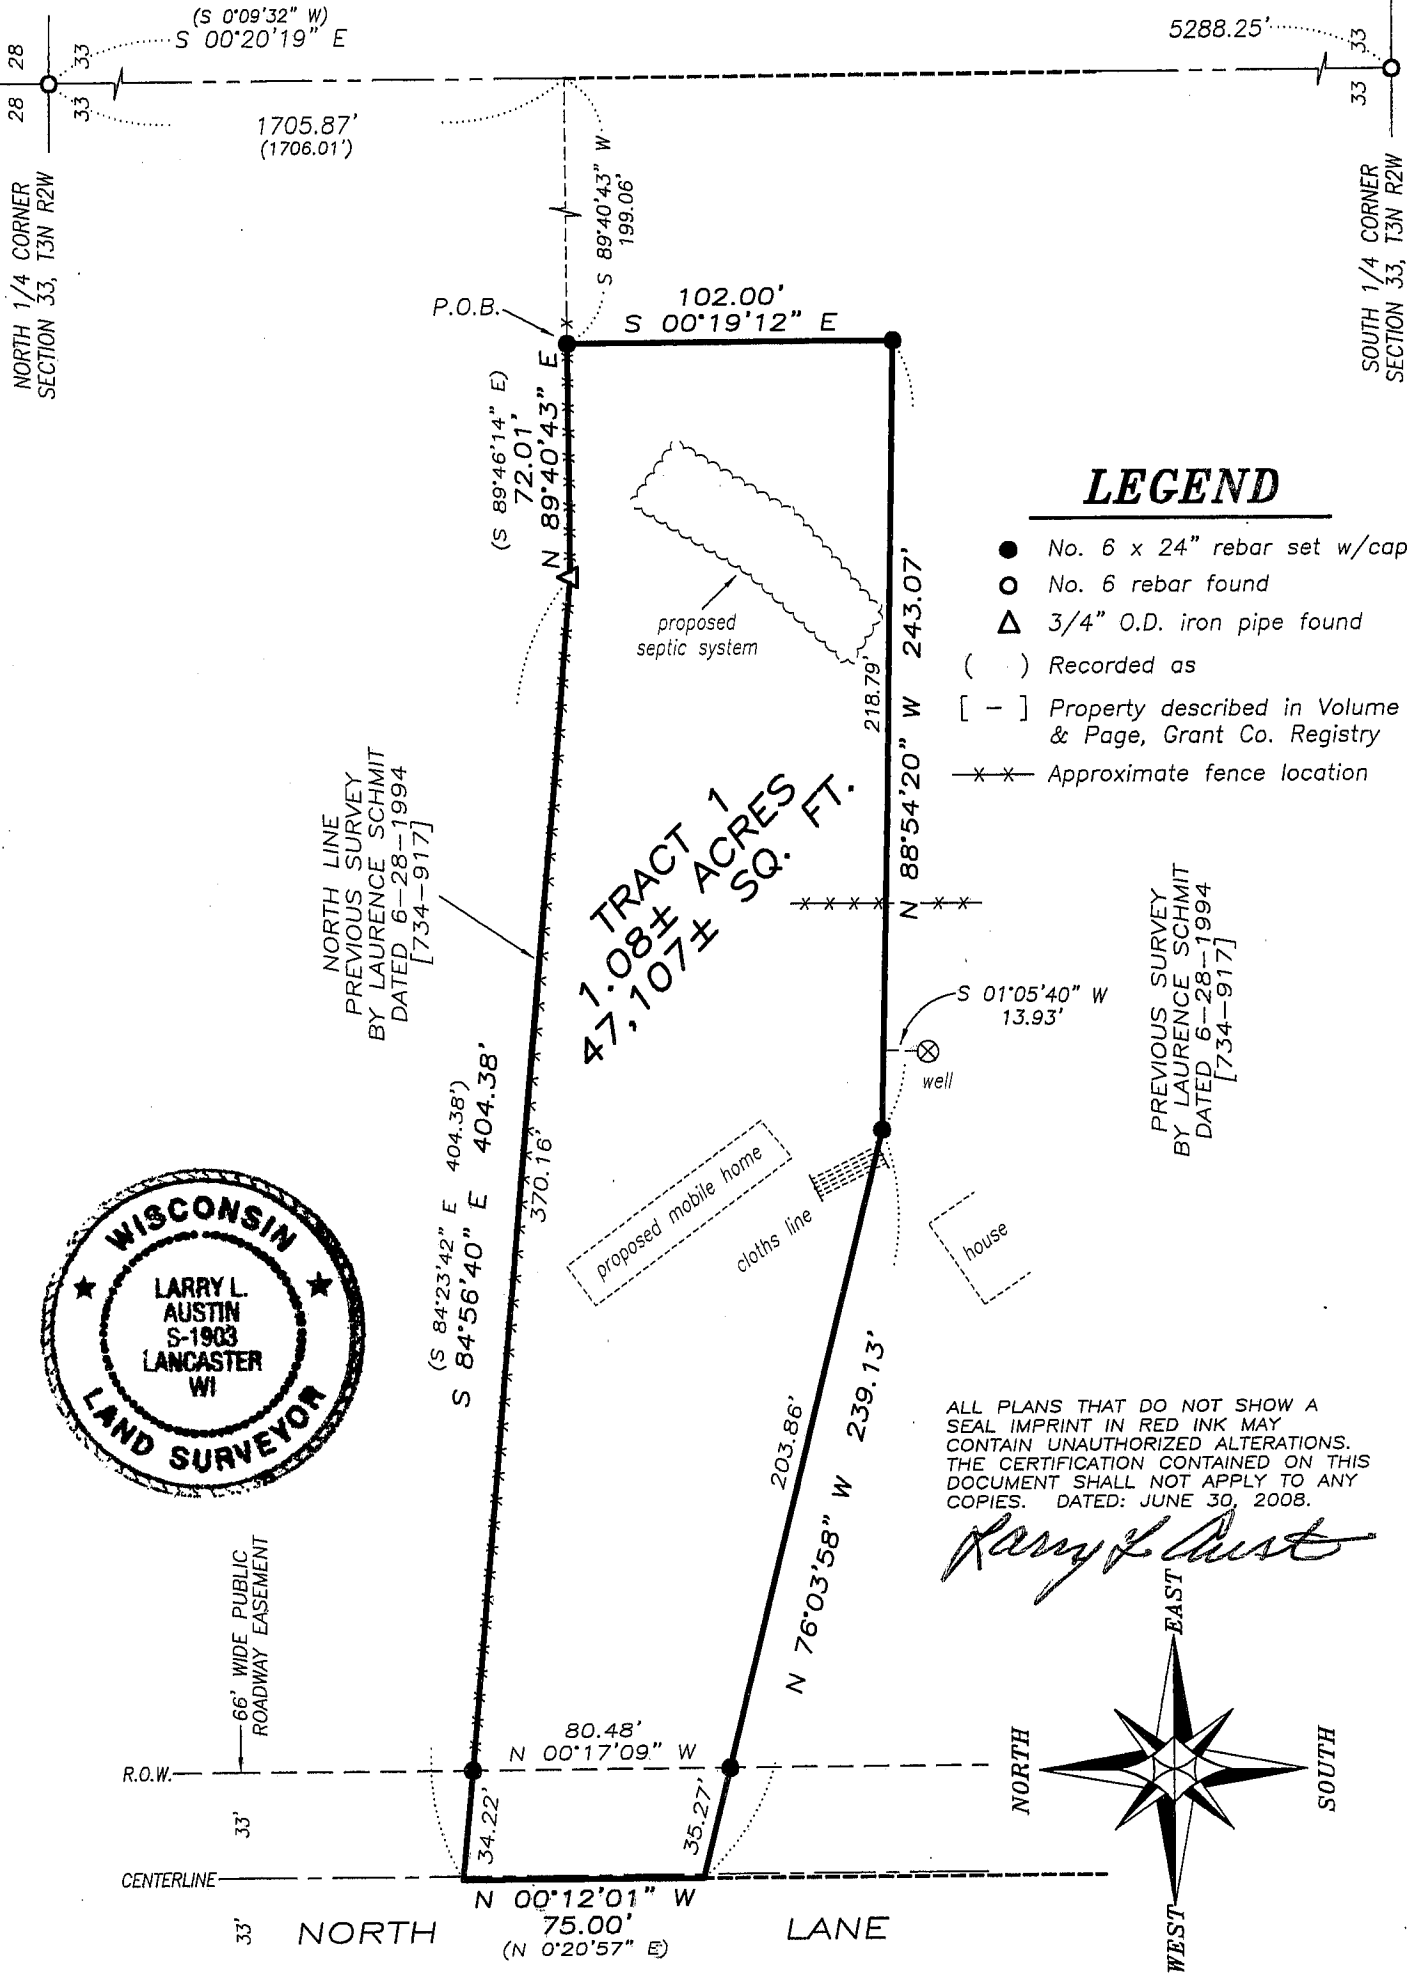 (S 0°09'32" W)
S 00°20'19" E
5288.25'
28
33
28
33
33
33
1705.87'
(1706.01')
NORTH 1/4 CORNER
SECTION 33, T3N R2W
SOUTH 1/4 CORNER
SECTION 33, T3N R2W
S 89°40'43" W
199.06'
P.O.B.
102.00'
S 00°19'12" E
(S 89°46'14" E)
72.01'
N 89°40'43" E
LEGEND
No. 6 x 24" rebar set w/cap
No. 6 rebar found
3/4" O.D. iron pipe found
( ) Recorded as
[ - ] Property described in Volume
& Page, Grant Co. Registry
Approximate fence location
proposed
septic system
218.79'
N 88°54'20" W 243.07'
NORTH LINE
PREVIOUS SURVEY
BY LAURENCE SCHMIT
DATED 6-28-1994
[734-917]
TRACT 1
1.08± ACRES
47,107± SQ. FT.
S 01°05'40" W
13.93'
well
PREVIOUS SURVEY
BY LAURENCE SCHMIT
DATED 6-28-1994
[734-917]
(S 84°23'42" E 404.38')
S 84°56'40" E 404.38'
370.16'
proposed mobile home
cloths line
house
WISCONSIN
LARRY L.
AUSTIN
S-1903
LANCASTER
WI
LAND SURVEYOR
203.86'
N 76°03'58" W 239.13'
ALL PLANS THAT DO NOT SHOW A
SEAL IMPRINT IN RED INK MAY
CONTAIN UNAUTHORIZED ALTERATIONS.
THE CERTIFICATION CONTAINED ON THIS
DOCUMENT SHALL NOT APPLY TO ANY
COPIES. DATED: JUNE 30, 2008.
Larry L Aust
66' WIDE PUBLIC
ROADWAY EASEMENT
80.48'
N 00°17'09" W
R.O.W.
33'
34.22'
35.27'
CENTERLINE
N 00°12'01" W
75.00'
(N 0°20'57" E)
33'
NORTH LANE
EAST
NORTH
SOUTH
WEST